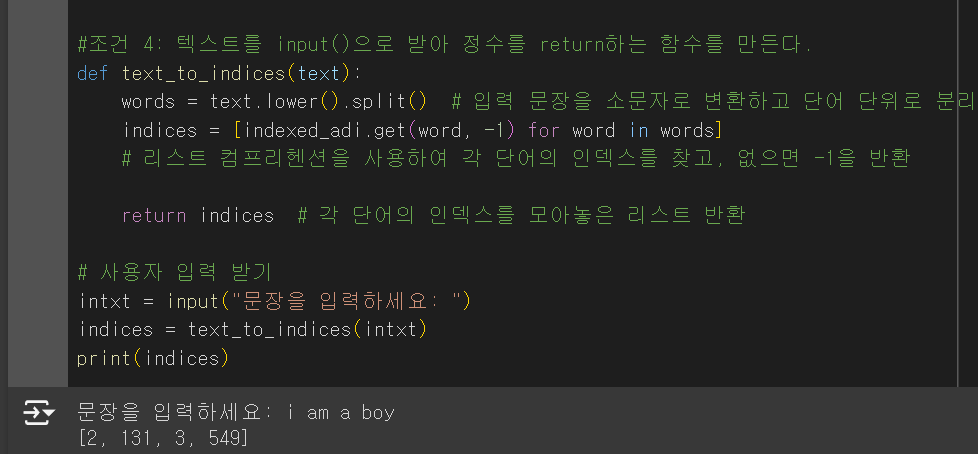 #조건 4: 텍스트를 input()으로 받아 정수를 return하는 함수를 만든다.
def text_to_indices(text):
    words = text.lower().split()  # 입력 문장을 소문자로 변환하고 단어 단위로 분리
    indices = [indexed_adi.get(word, -1) for word in words]
    # 리스트 컴프리헨션을 사용하여 각 단어의 인덱스를 찾고, 없으면 -1을 반환
    return indices  # 각 단어의 인덱스를 모아놓은 리스트 반환
# 사용자 입력 받기
intxt = input("문장을 입력하세요: ")
indices = text_to_indices(intxt)
print(indices)
문장을 입력하세요: i am a boy
[2, 131, 3, 549]